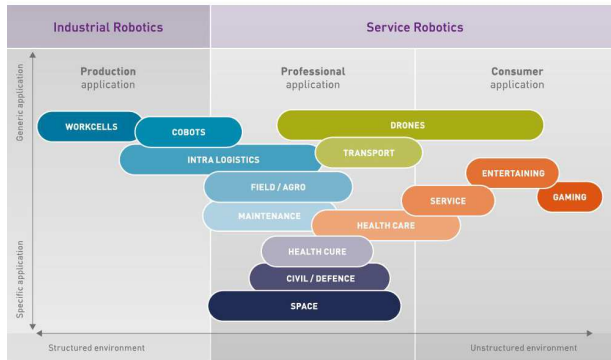 Industrial Robotics
Service Robotics
Production
application
Professional
application
Consumer
application
Generic application
Specific application
WORKCELLS
COBOTS
DRONES
INTRA LOGISTICS
TRANSPORT
ENTERTAINING
FIELD / AGRO
GAMING
SERVICE
MAINTENANCE
HEALTH CARE
HEALTH CURE
CIVIL / DEFENCE
SPACE
Structured environment
Unstructured environment